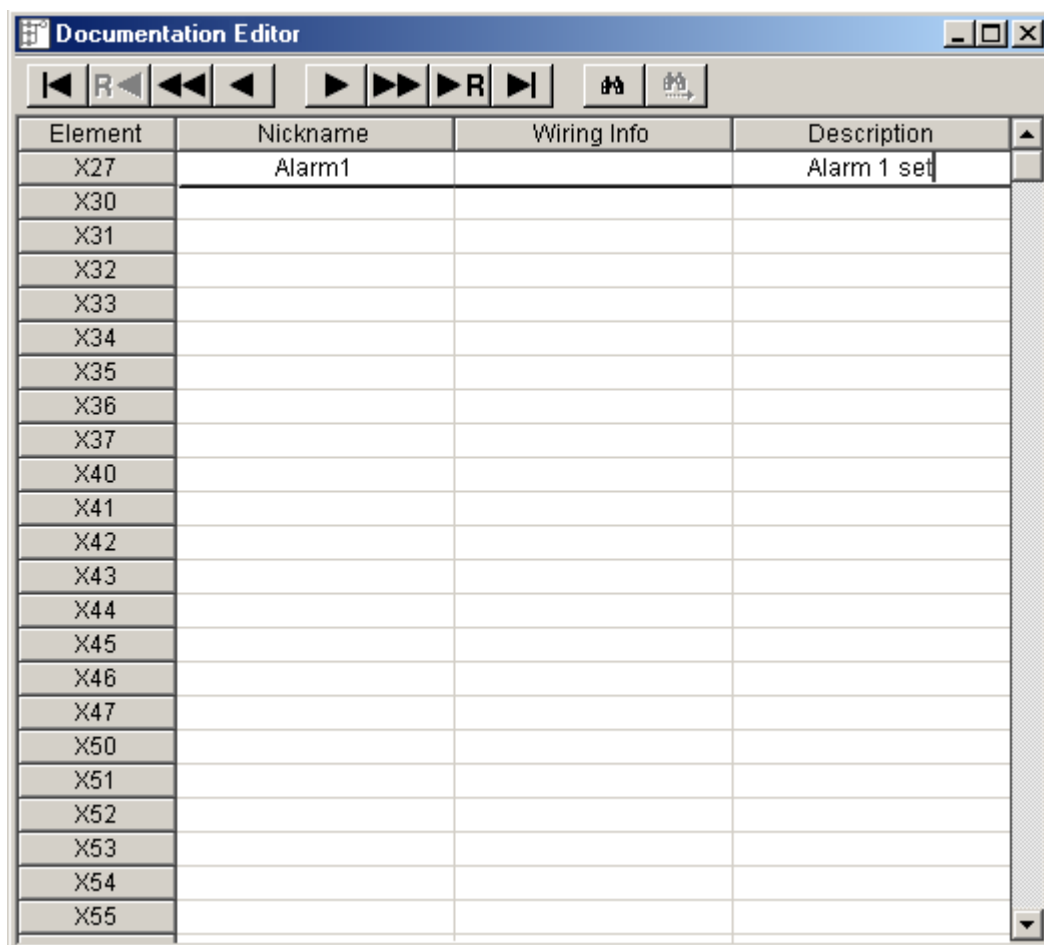 Documentation Editor
R R
Element Nickname Wiring Info Description
X27 Alarm1 Alarm 1 set
X30
X31
X32
X33
X34
X35
X36
X37
X40
X41
X42
X43
X44
X45
X46
X47
X50
X51
X52
X53
X54
X55